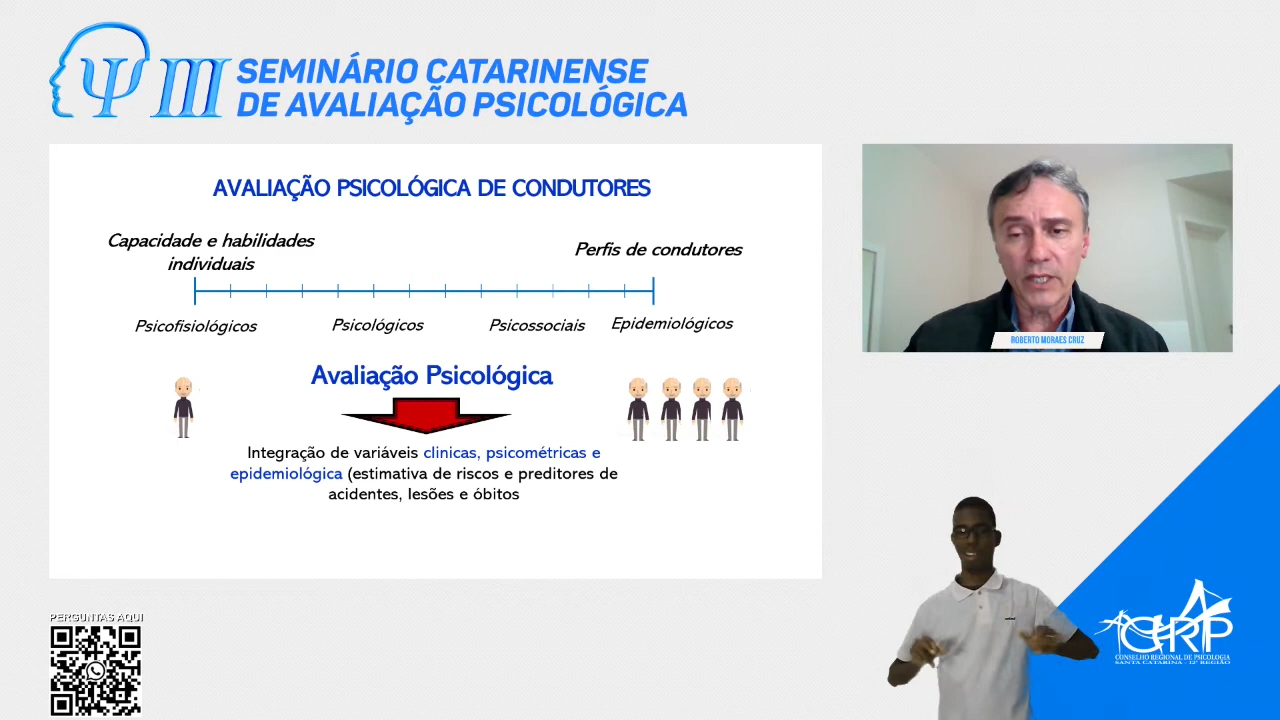 Ψ III SEMINÁRIO CATARINENSE
DE AVALIAÇÃO PSICOLÓGICA
AVALIAÇÃO PSICOLÓGICA DE CONDUTORES
Capacidade e habilidades
individuais
Perfis de condutores
Psicofisiológicos
Psicológicos
Psicossociais
Epidemiológicos
Avaliação Psicológica
Integração de variáveis clinicas, psicométricas e
epidemiológica (estimativa de riscos e preditores de
acidentes, lesões e óbitos
ROBERTO MORAES CRUZ
PERGUNTAS AQUI
CRP
CONSELHO REGIONAL DE PSICOLOGIA
SANTA CATARINA - 12ª REGIÃO